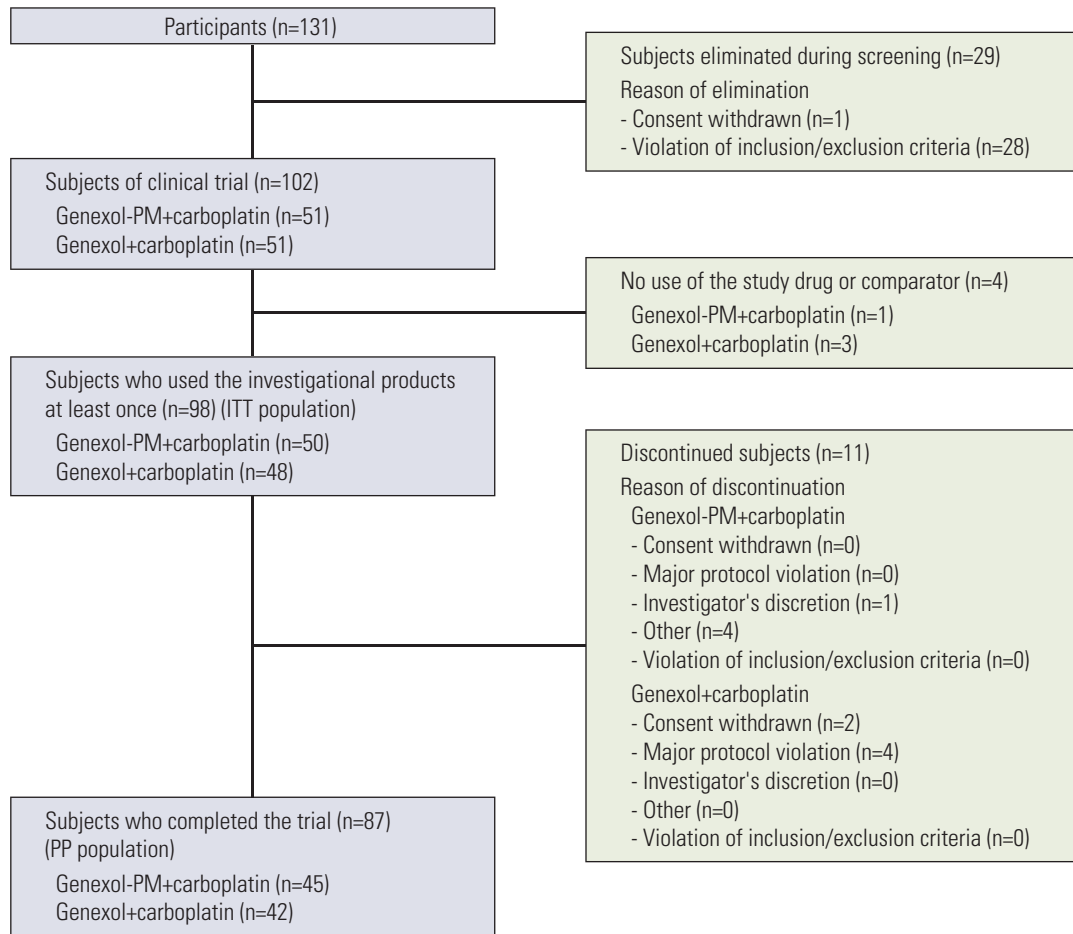 Participants (n=131)
Subjects eliminated during screening (n=29)
Reason of elimination
- Consent withdrawn (n=1)
- Violation of inclusion/exclusion criteria (n=28)
Subjects of clinical trial (n=102)
Genexol-PM+carboplatin (n=51)
Genexol+carboplatin (n=51)
No use of the study drug or comparator (n=4)
Genexol-PM+carboplatin (n=1)
Genexol+carboplatin (n=3)
Subjects who used the investigational products
at least once (n=98) (ITT population)
Genexol-PM+carboplatin (n=50)
Genexol+carboplatin (n=48)
Discontinued subjects (n=11)
Reason of discontinuation
Genexol-PM+carboplatin
- Consent withdrawn (n=0)
- Major protocol violation (n=0)
- Investigator's discretion (n=1)
- Other (n=4)
- Violation of inclusion/exclusion criteria (n=0)
Genexol+carboplatin
- Consent withdrawn (n=2)
- Major protocol violation (n=4)
- Investigator's discretion (n=0)
- Other (n=0)
- Violation of inclusion/exclusion criteria (n=0)
Subjects who completed the trial (n=87)
(PP population)
Genexol-PM+carboplatin (n=45)
Genexol+carboplatin (n=42)